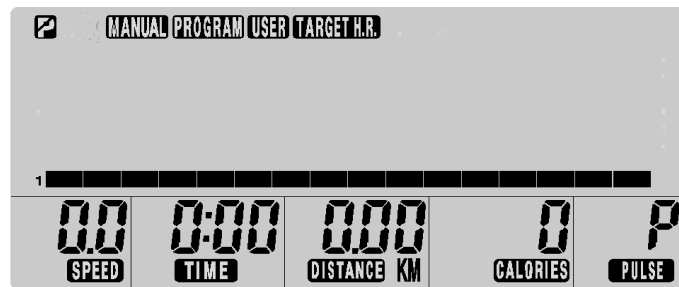 P MANUAL PROGRAM USER TARGET H.R.
1
0.0 0:00 0.00 0 P
SPEED TIME DISTANCE KM CALORIES PULSE